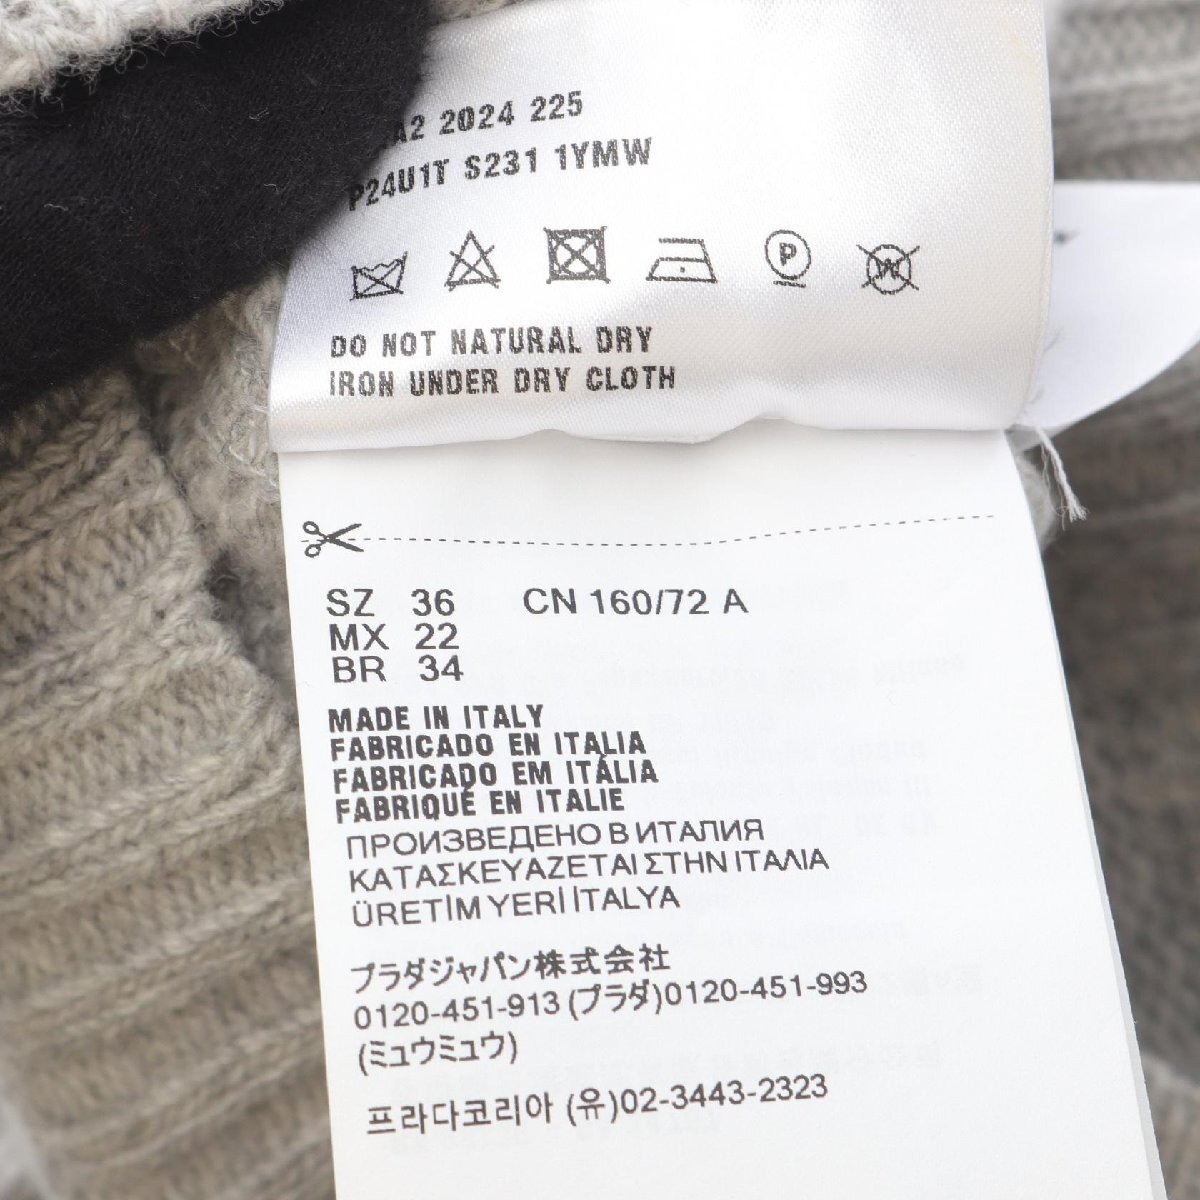 2024 225
P24U1T S231 1YMW
P
W
DO NOT NATURAL DRY
IRON UNDER DRY CLOTH
SZ 36 CN 160/72 A
MX 22
BR 34
MADE IN ITALY
FABRICADO EN ITALIA
FABRICADO EM ITÁLIA
FABRIQUÉ EN ITALIE
ПРОИЗВЕДЕНО В ИТАЛИЯ
ΚΑΤΑΣΚΕΥΑΖΕΤΑΙ ΣΤΗΝ ΙΤΑΛΙΑ
ÜRETİM YERİ İTALYA
プラダジャパン株式会社
0120-451-913 (プラダ)0120-451-993
(ミュウミュウ)
프라다코리아 (유)02-3443-2323